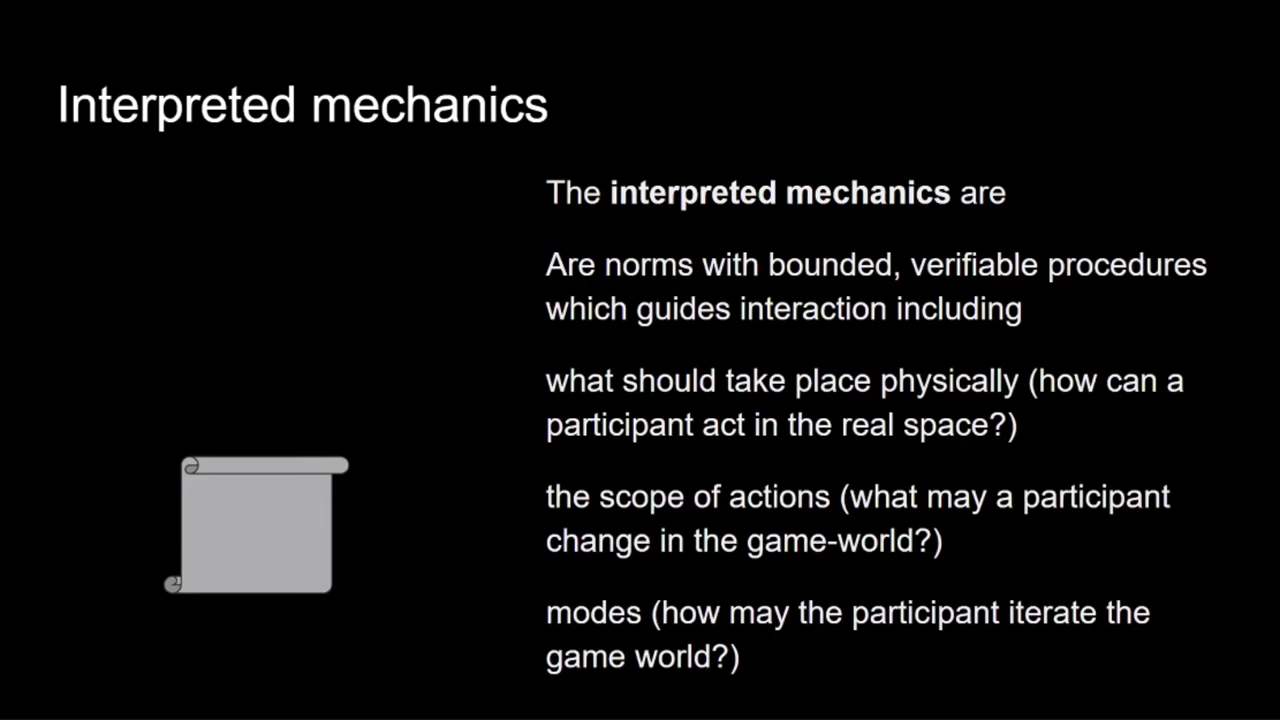 Interpreted mechanics
The interpreted mechanics are
Are norms with bounded, verifiable procedures
which guides interaction including
what should take place physically (how can a
participant act in the real space?)
the scope of actions (what may a participant
change in the game-world?)
modes (how may the participant iterate the
game world?)